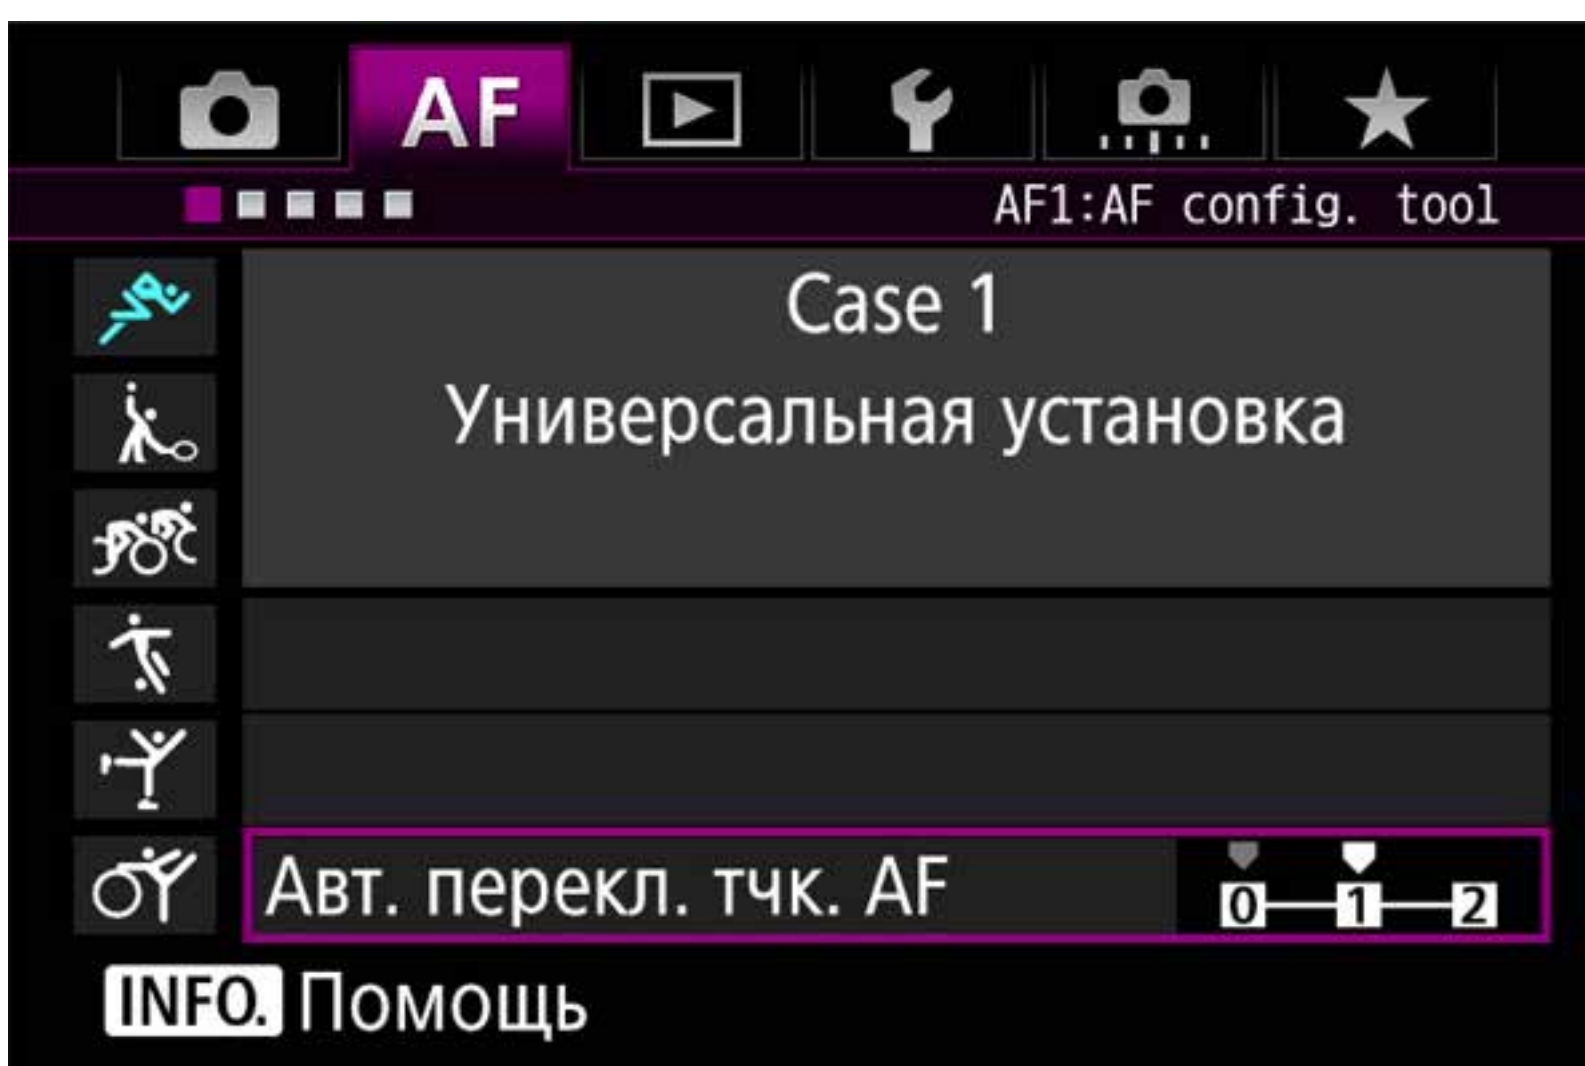 AF
AF1:AF config. tool
Case 1
Универсальная установка
Авт. перекл. тчк. AF
0 1 2
INFO. Помощь